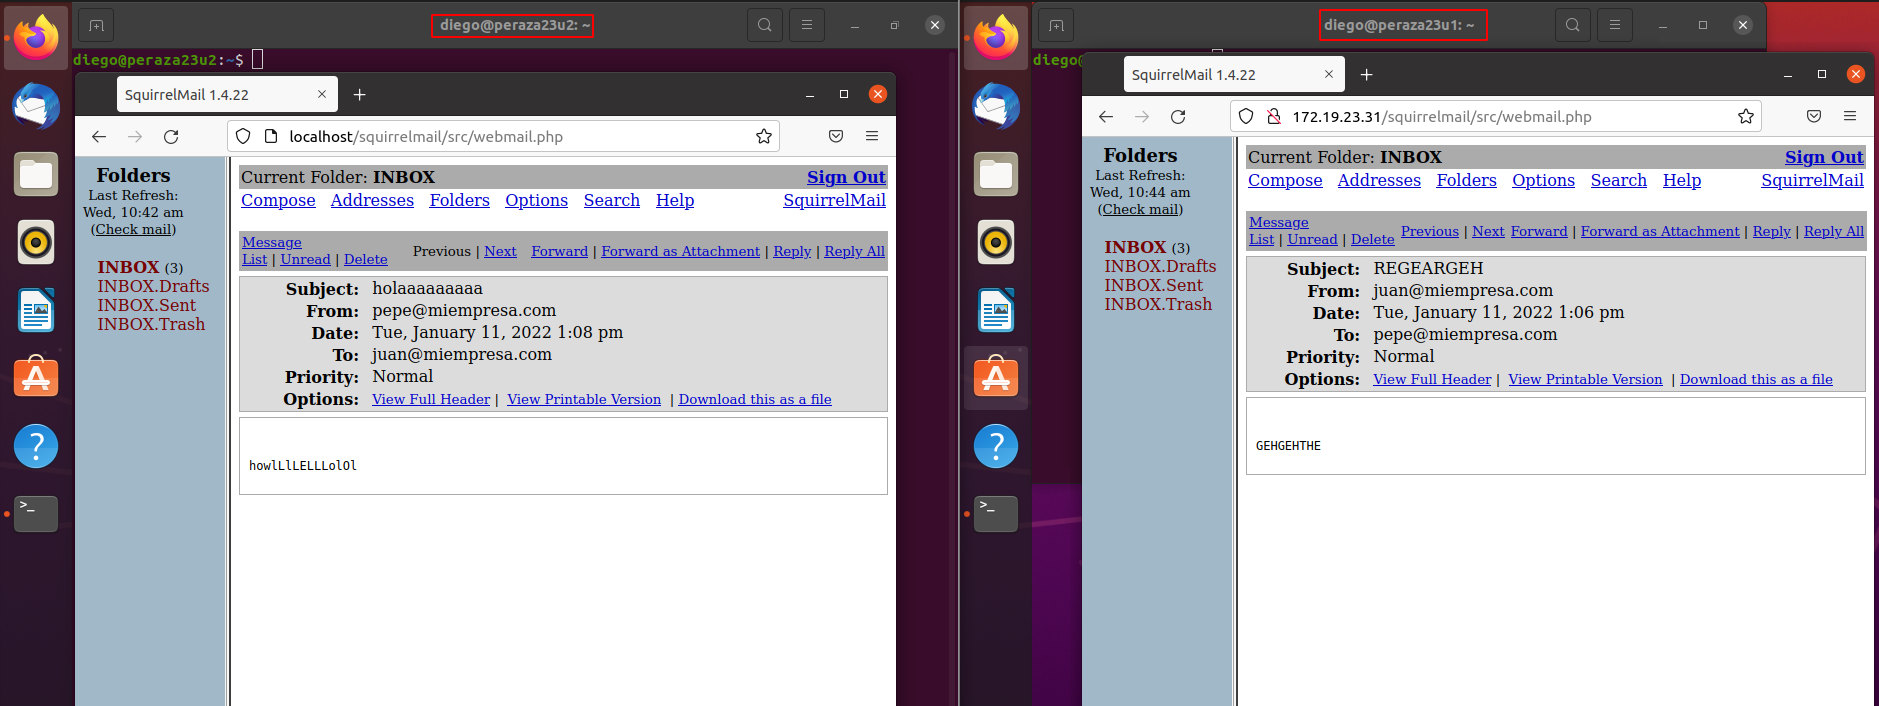 diego@peraza23u2: ~
diego@peraza23u2:~$
SquirrelMail 1.4.22
localhost/squirrelmail/src/webmail.php
Folders
Last Refresh:
Wed, 10:42 am
(Check mail)
INBOX (3)
INBOX.Drafts
INBOX.Sent
INBOX.Trash
Current Folder: INBOX Sign Out
Compose Addresses Folders Options Search Help SquirrelMail
Message
List | Unread | Delete Previous | Next Forward | Forward as Attachment | Reply | Reply All
Subject: holaaaaaaaaa
From: pepe@miempresa.com
Date: Tue, January 11, 2022 1:08 pm
To: juan@miempresa.com
Priority: Normal
Options: View Full Header | View Printable Version | Download this as a file
howlLlLELLLolOl
>_
diego@peraza23u1: ~
SquirrelMail 1.4.22
172.19.23.31/squirrelmail/src/webmail.php
Folders
Last Refresh:
Wed, 10:44 am
(Check mail)
INBOX (3)
INBOX.Drafts
INBOX.Sent
INBOX.Trash
Current Folder: INBOX Sign Out
Compose Addresses Folders Options Search Help SquirrelMail
Message
List | Unread | Delete Previous | Next Forward | Forward as Attachment | Reply | Reply All
Subject: REGEARGEH
From: juan@miempresa.com
Date: Tue, January 11, 2022 1:06 pm
To: pepe@miempresa.com
Priority: Normal
Options: View Full Header | View Printable Version | Download this as a file
GEHGEHTHE
>_